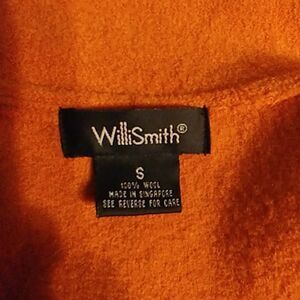 WilliSmith®
S
100% WOOL
MADE IN SINGAPORE
SEE REVERSE FOR CARE